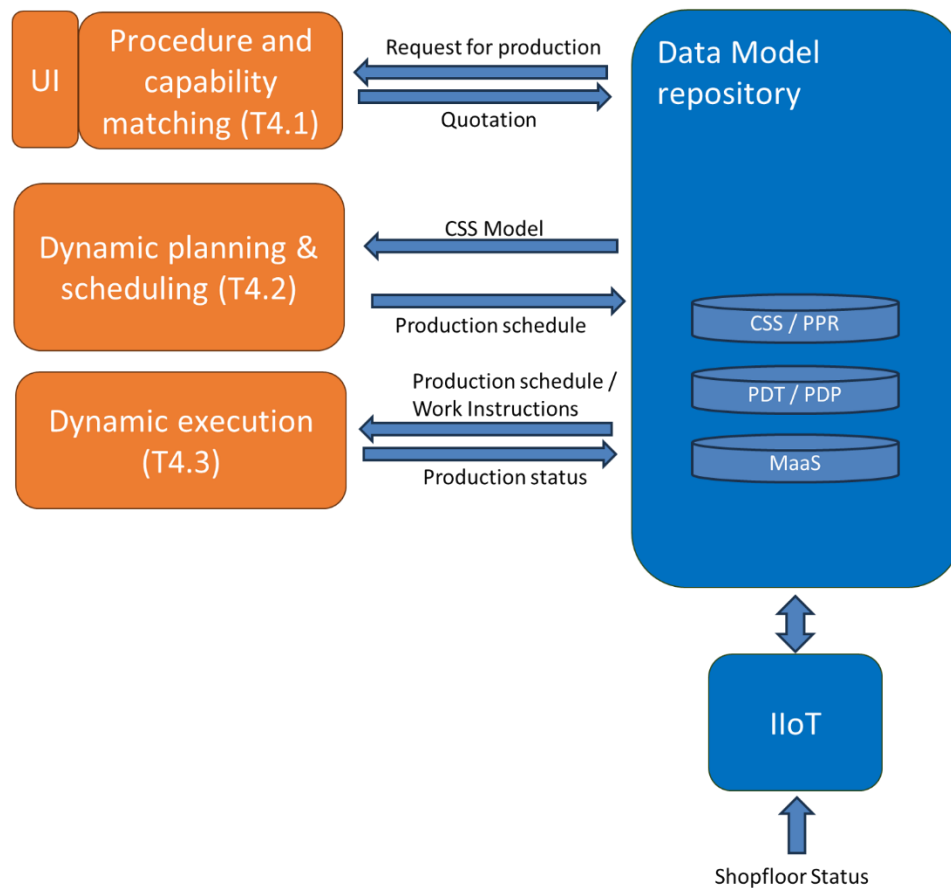 UI
Procedure and
capability
matching (T4.1)
Request for production
Quotation
Data Model
repository
Dynamic planning &
scheduling (T4.2)
CSS Model
Production schedule
CSS / PPR
PDT / PDP
MaaS
Dynamic execution
(T4.3)
Production schedule /
Work Instructions
Production status
IIoT
Shopfloor Status